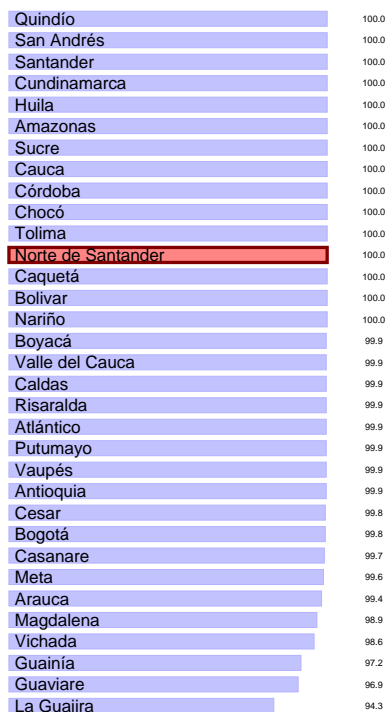 Quindío 100.0
San Andrés 100.0
Santander 100.0
Cundinamarca 100.0
Huila 100.0
Amazonas 100.0
Sucre 100.0
Cauca 100.0
Córdoba 100.0
Chocó 100.0
Tolima 100.0
Norte de Santander 100.0
Caquetá 100.0
Bolivar 100.0
Nariño 100.0
Boyacá 99.9
Valle del Cauca 99.9
Caldas 99.9
Risaralda 99.9
Atlántico 99.9
Putumayo 99.9
Vaupés 99.9
Antioquia 99.9
Cesar 99.8
Bogotá 99.8
Casanare 99.7
Meta 99.6
Arauca 99.4
Magdalena 98.9
Vichada 98.6
Guainía 97.2
Guaviare 96.9
La Guajira 94.3